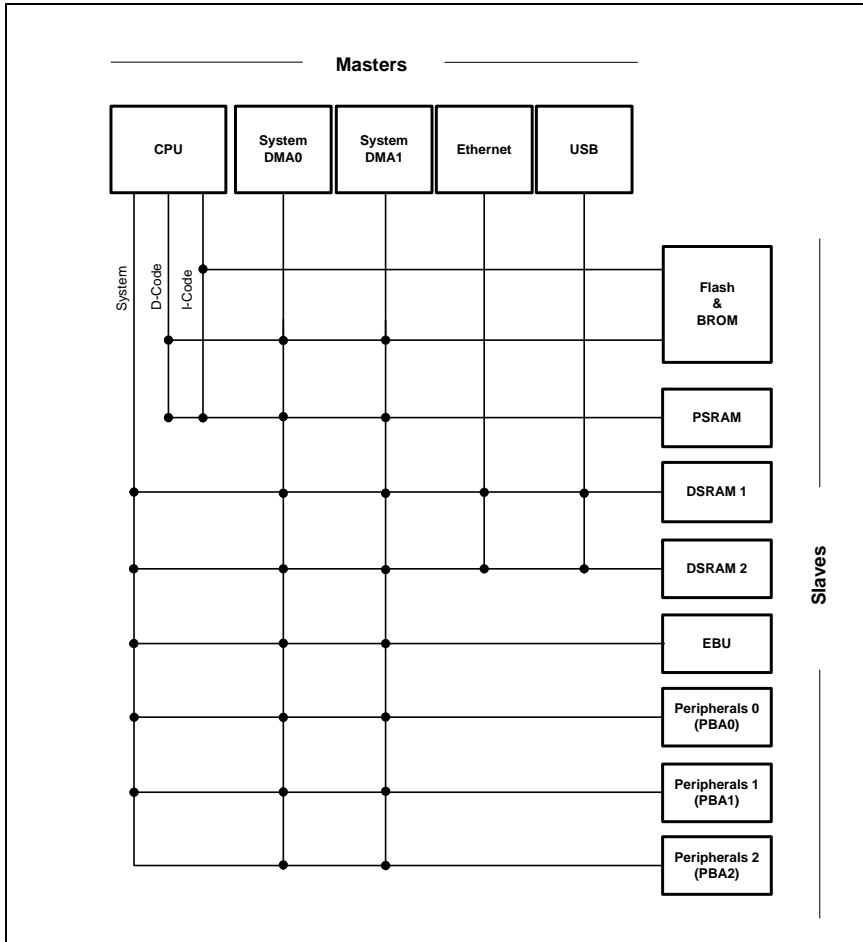 Masters
CPU
System
DMA0
System
DMA1
Ethernet
USB
System
D-Code
I-Code
Flash
&
BROM
PSRAM
DSRAM 1
DSRAM 2
EBU
Peripherals 0
(PBA0)
Peripherals 1
(PBA1)
Peripherals 2
(PBA2)
Slaves